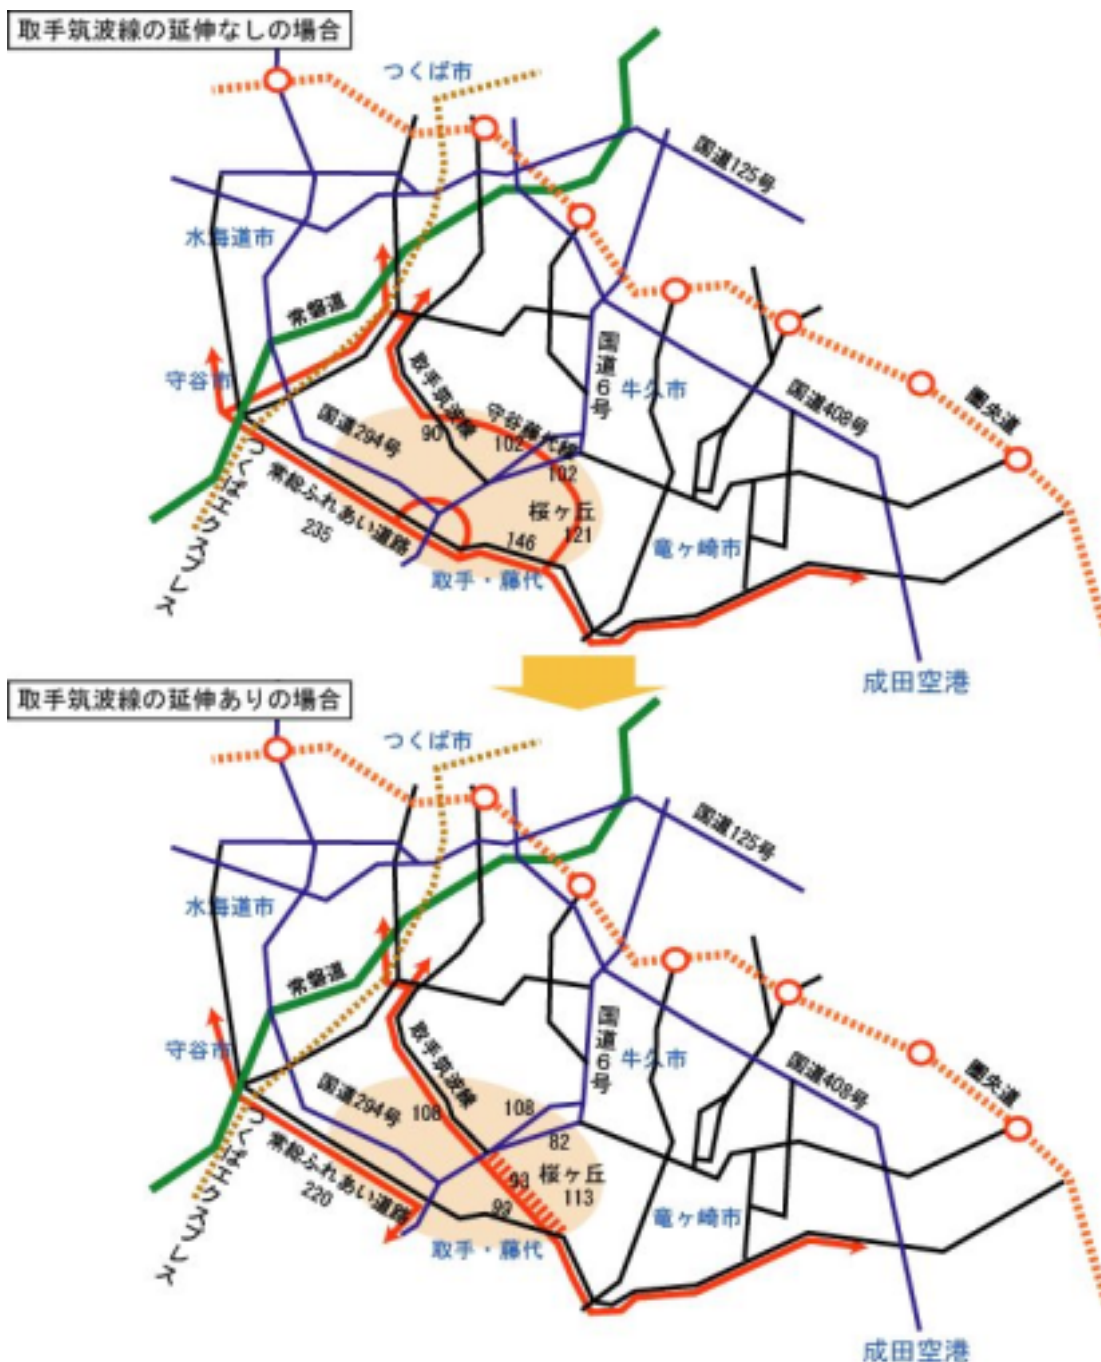 取手筑波線の延伸なしの場合
つくば市
国道125号
水海道市
常磐道
取手筑波線
国道6号
牛久市
守谷市
国道408号
圏央道
国道294号
90
守谷藤代線
102
102
つくばエクスプレス
常総ふれあい道路
235
桜ヶ丘
121
146
竜ヶ崎市
取手・藤代
成田空港
取手筑波線の延伸ありの場合
つくば市
国道125号
水海道市
常磐道
取手筑波線
国道6号
牛久市
守谷市
国道408号
圏央道
国道294号
108
108
82
つくばエクスプレス
常総ふれあい道路
220
93
桜ヶ丘
113
竜ヶ崎市
取手・藤代
成田空港